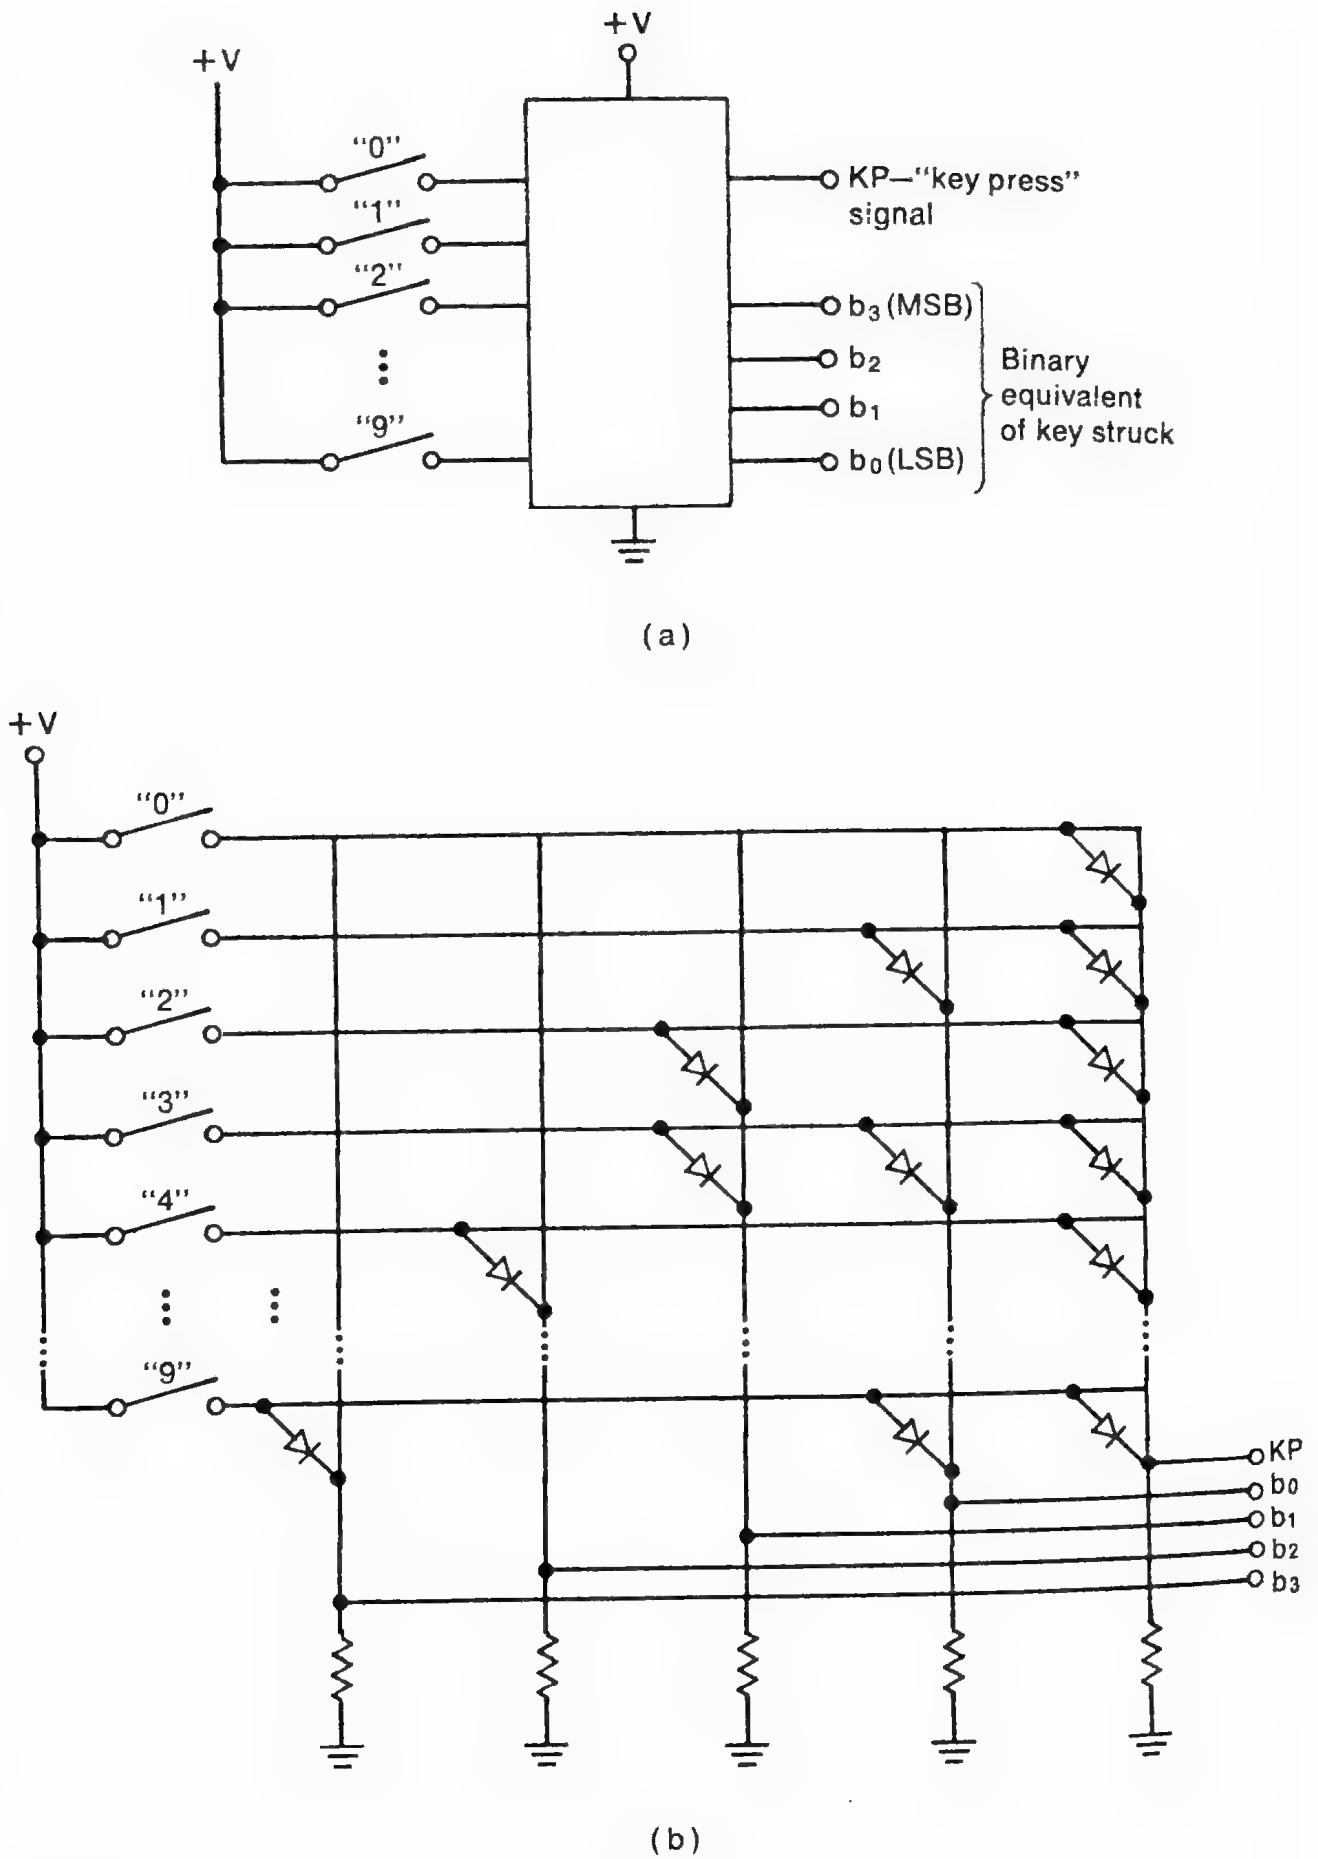 +V
+V
“0”
“1”
“2”
“9”
KP—“key press”
signal
b3 (MSB)
b2
b1
b0 (LSB)
Binary
equivalent
of key struck
(a)
+V
“0”
“1”
“2”
“3”
“4”
“9”
KP
b0
b1
b2
b3
(b)